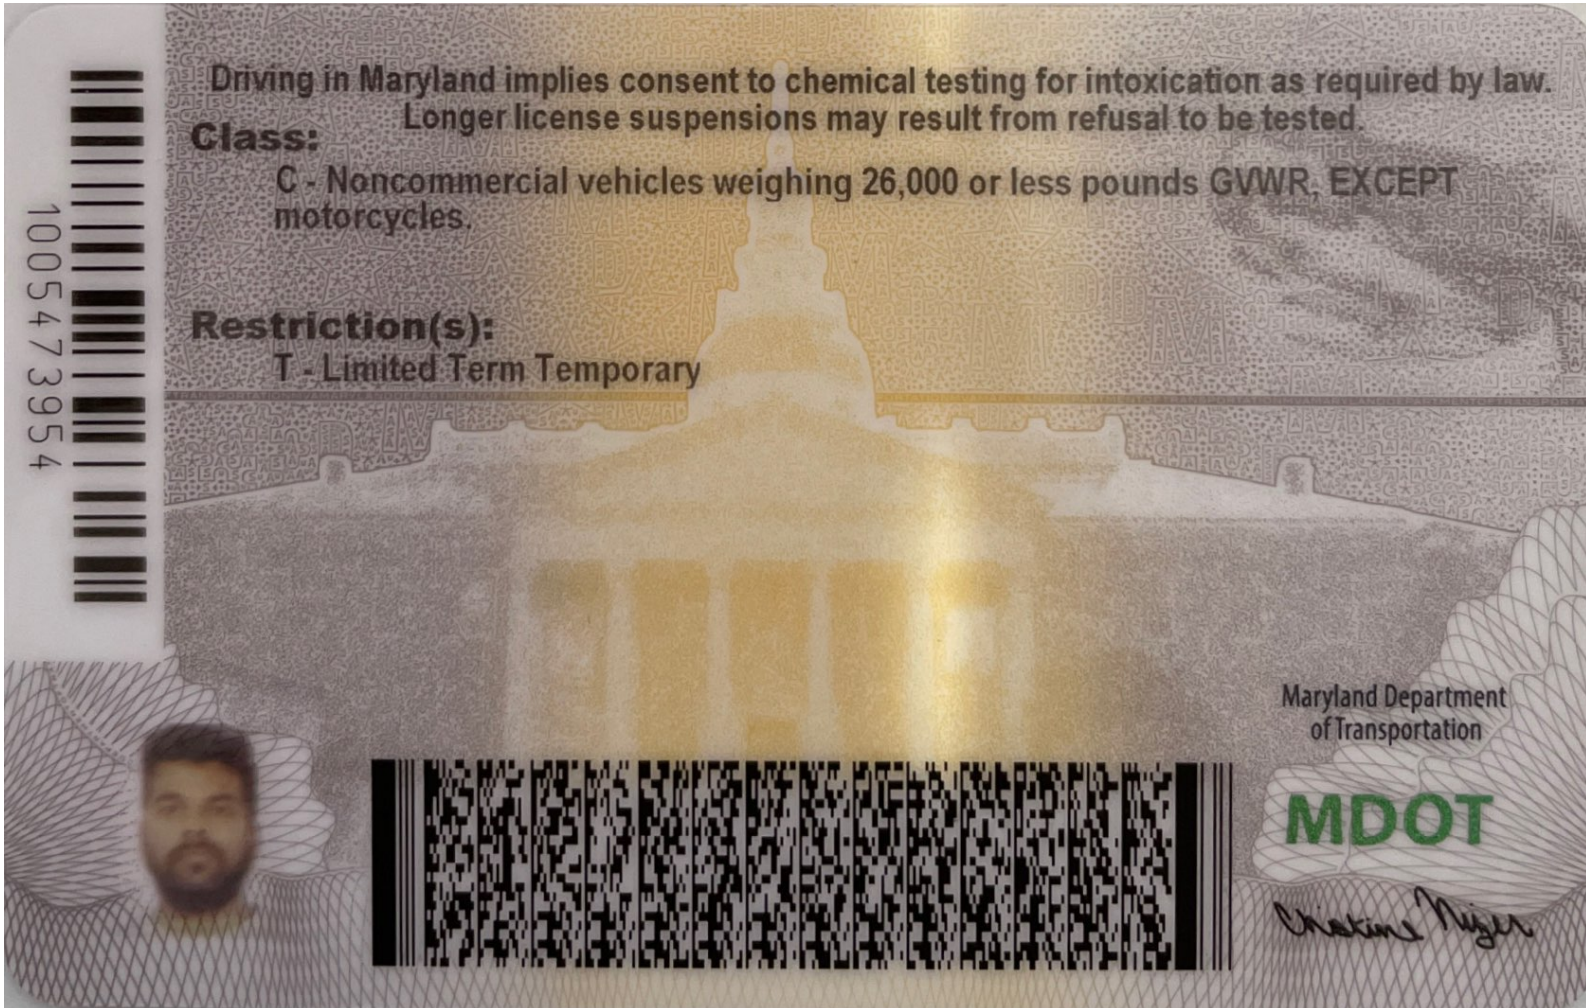 Driving in Maryland implies consent to chemical testing for intoxication as required by law.
Longer license suspensions may result from refusal to be tested.
Class:
C - Noncommercial vehicles weighing 26,000 or less pounds GVWR, EXCEPT
motorcycles.
Restriction(s):
T - Limited Term Temporary
1005473954
Maryland Department
of Transportation
MDOT
Christine Nizer